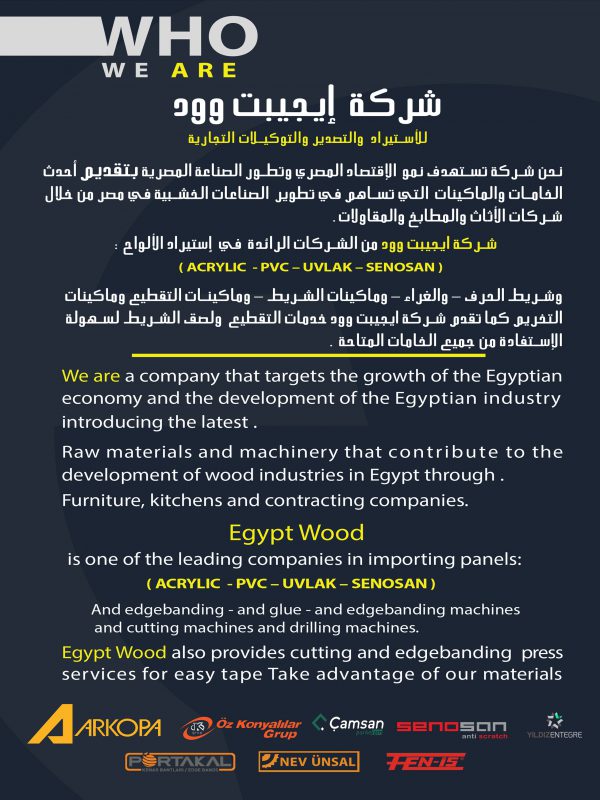 WHO
WE ARE
شركة إيجيبت وود
للأستيراد والتصدير والتوكيلات التجارية
نحن شركة تستهدف نمو الإقتصاد المصري وتطور الصناعة المصرية بتقديم أحدث
الخامات والماكينات التي تساهم في تطوير الصناعات الخشبية في مصر من خلال
شركات الأثاث والمطابخ والمقاولات .
شركة ايجيبت وود من الشركات الرائدة في إستيراد الألواح :
( ACRYLIC - PVC – UVLAK – SENOSAN )
وشريط الحرف – والغراء – وماكينات الشريط – وماكينات التقطيع وماكينات
التخريم كما تقدم شركة ايجيبت وود خدمات التقطيع ولصق الشريط لسهولة
الإستفادة من جميع الخامات المتاحة .
We are a company that targets the growth of the Egyptian
economy and the development of the Egyptian industry
introducing the latest .
Raw materials and machinery that contribute to the
development of wood industries in Egypt through .
Furniture, kitchens and contracting companies.
Egypt Wood
is one of the leading companies in importing panels:
( ACRYLIC - PVC – UVLAK – SENOSAN )
And edgebanding - and glue - and edgebanding machines
and cutting machines and drilling machines.
Egypt Wood also provides cutting and edgebanding press
services for easy tape Take advantage of our materials
ARKOPA
Öz Konyalılar
Grup
Çamsan
senosan
anti scratch
YILDIZENTEGRE
PORTAKAL
KENAR BANTLARI / EDGE BANDS
NEV ÜNSAL
FEN-İŞ